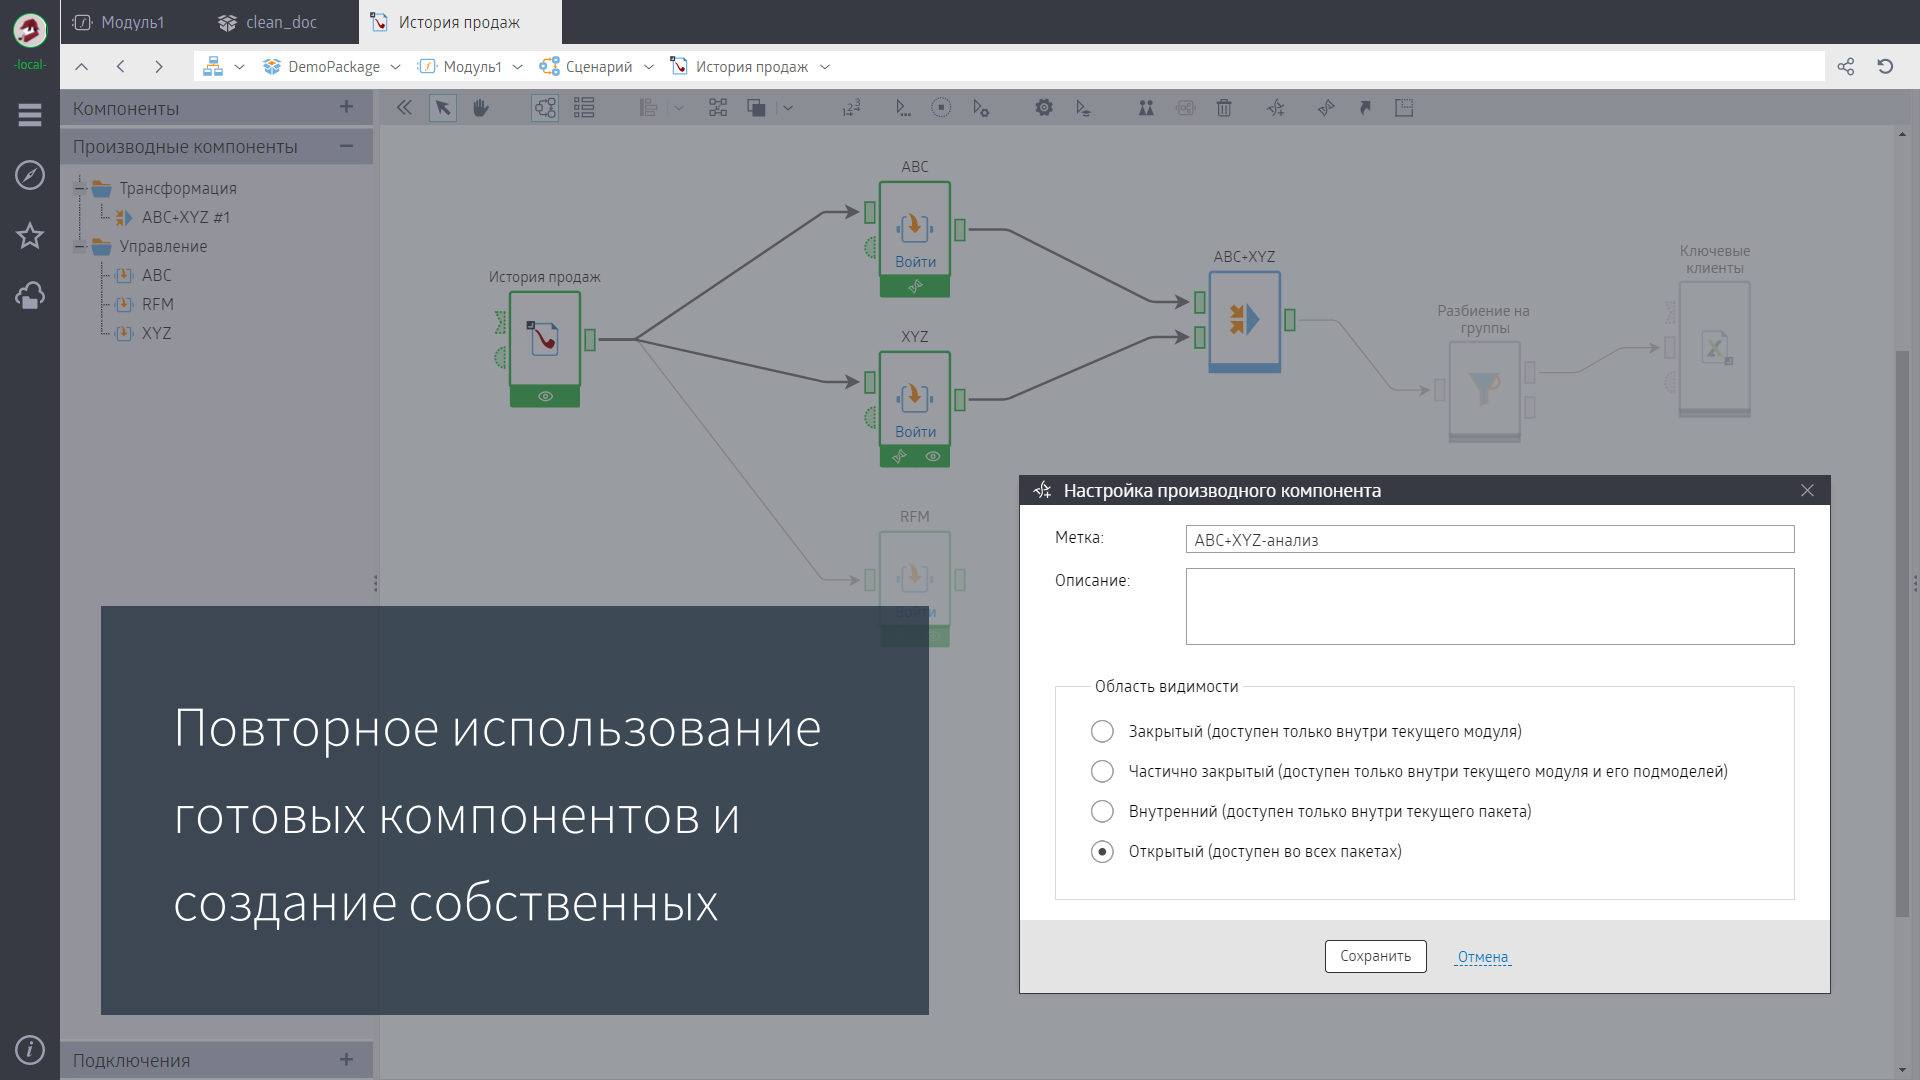 Модуль1
clean_doc
История продаж
-local-
DemoPackage
Модуль1
Сценарий
История продаж
Компоненты
Производные компоненты
Трансформация
ABC+XYZ #1
Управление
ABC
RFM
XYZ
Подключения
История продаж
ABC
Войти
XYZ
Войти
RFM
Войти
ABC+XYZ
Разбиение на
группы
Ключевые
клиенты
Повторное использование
готовых компонентов и
создание собственных
Настройка производного компонента
Метка:
ABC+XYZ-анализ
Описание:
Область видимости
Закрытый (доступен только внутри текущего модуля)
Частично закрытый (доступен только внутри текущего модуля и его подмоделей)
Внутренний (доступен только внутри текущего пакета)
Открытый (доступен во всех пакетах)
Сохранить
Отмена